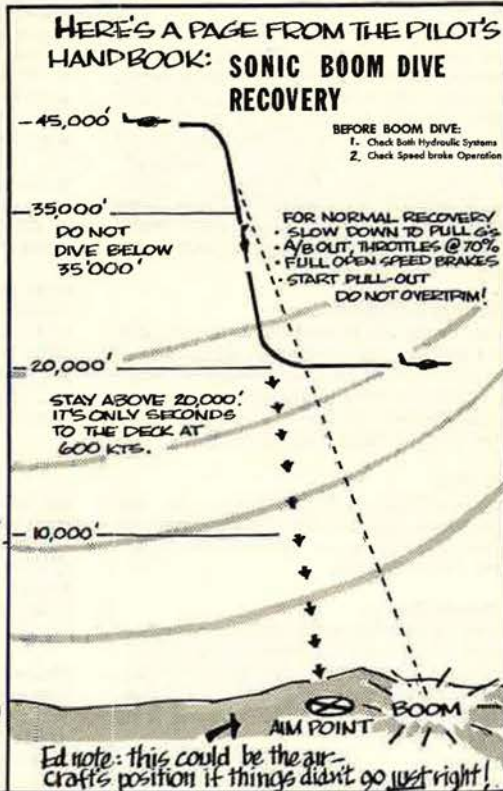 HERE'S A PAGE FROM THE PILOT'S
HANDBOOK: SONIC BOOM DIVE
RECOVERY
BEFORE BOOM DIVE:
1. Check Both Hydraulic Systems
2. Check Speed brake Operation
45,000'
35,000'
DO NOT
DIVE BELOW
35'000'
FOR NORMAL RECOVERY
• SLOW DOWN TO PULL G'S
• A/B OUT, THROTTLES @ 70%
• FULL OPEN SPEED BRAKES
• START PULL-OUT
DO NOT OVERTRIM!
20,000'
STAY ABOVE 20,000'
IT'S ONLY SECONDS
TO THE DECK AT
600 KTS.
10,000'
AIM POINT
BOOM
Ed note: this could be the air-
craft's position if things didn't go just right!